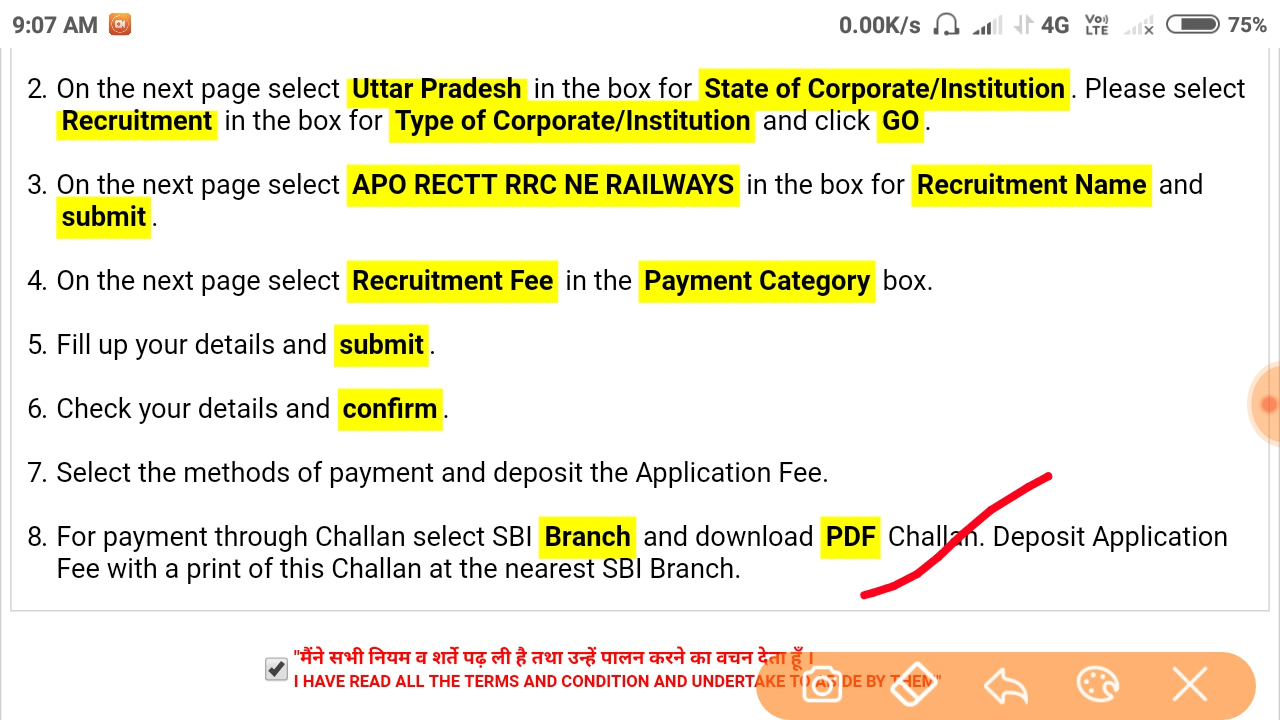 9:07 AM 0.00K/s 4G VoLTE 75%
2. On the next page select Uttar Pradesh in the box for State of Corporate/Institution. Please select
Recruitment in the box for Type of Corporate/Institution and click GO.
3. On the next page select APO RECTT RRC NE RAILWAYS in the box for Recruitment Name and
submit.
4. On the next page select Recruitment Fee in the Payment Category box.
5. Fill up your details and submit.
6. Check your details and confirm.
7. Select the methods of payment and deposit the Application Fee.
8. For payment through Challan select SBI Branch and download PDF Challan. Deposit Application
Fee with a print of this Challan at the nearest SBI Branch.
"मैंने सभी नियम व शर्ते पढ़ ली है तथा उन्हें पालन करने का वचन देता हूँ ।
I HAVE READ ALL THE TERMS AND CONDITION AND UNDERTAKE TO ABIDE BY THEM"